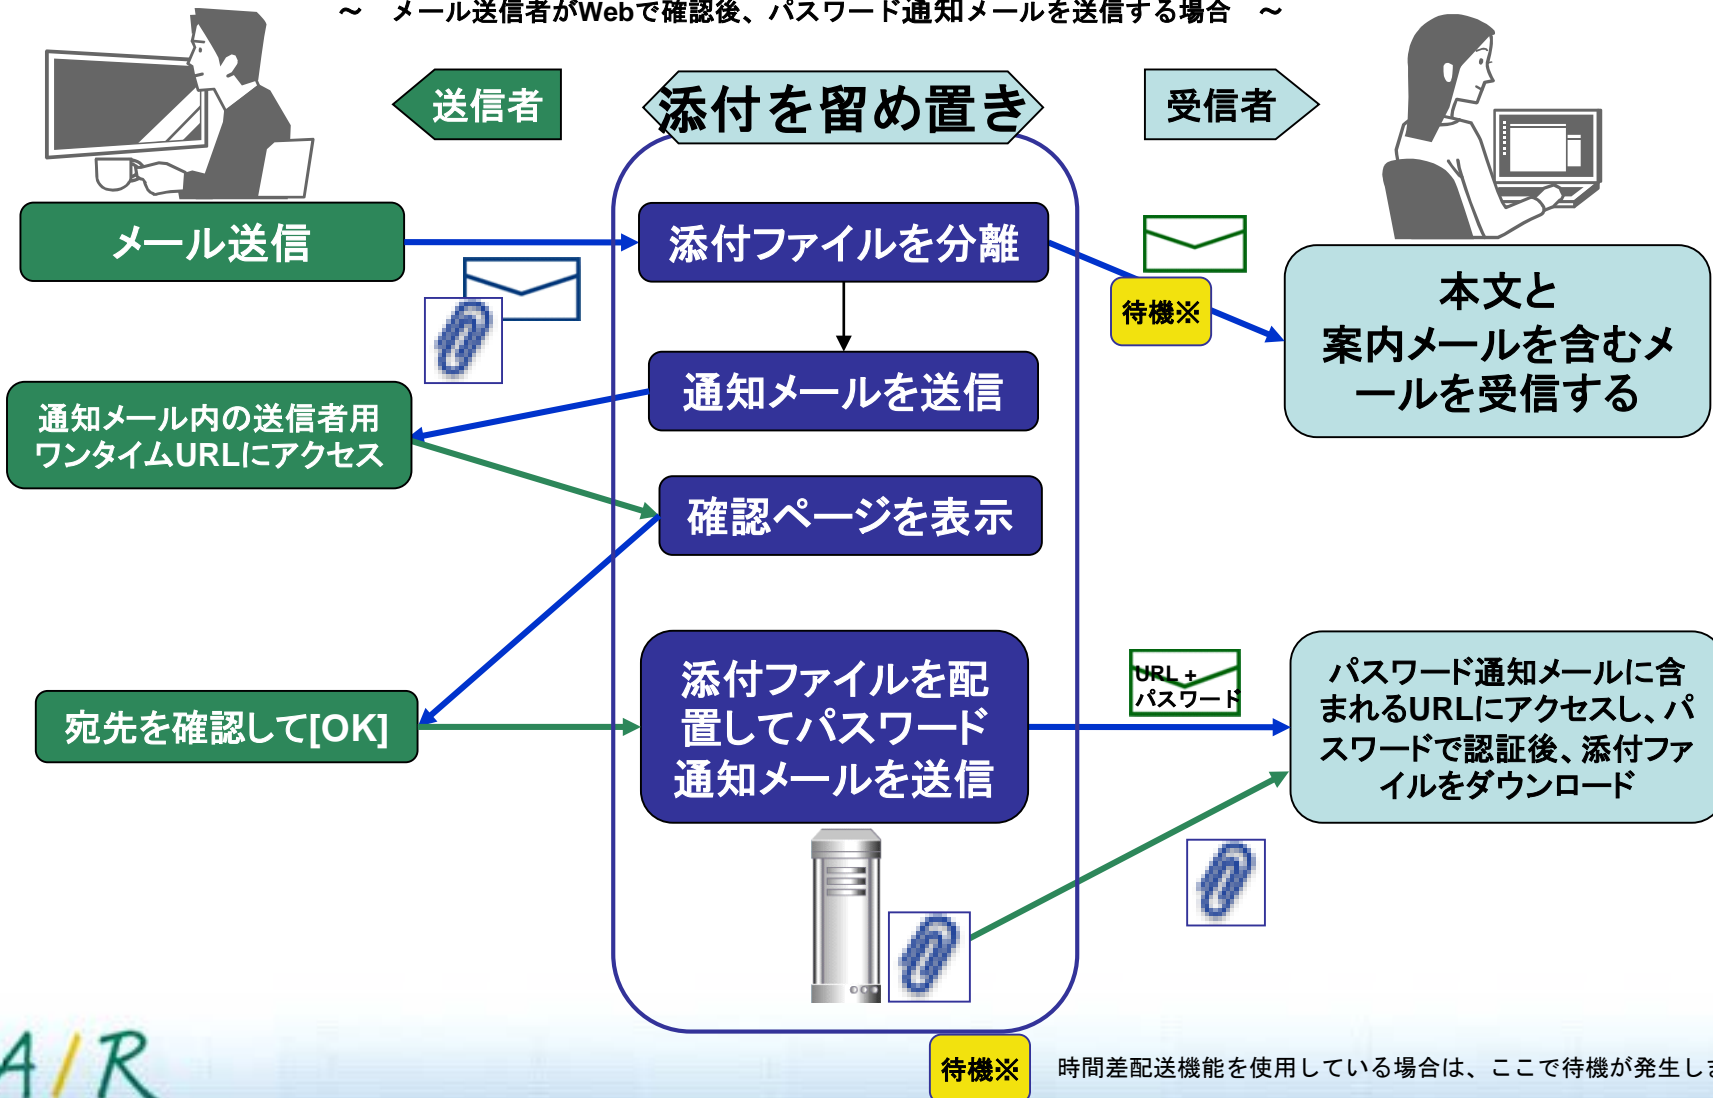 ～　メール送信者がWebで確認後、パスワード通知メールを送信する場合　～
送信者
添付を留め置き
受信者
メール送信
添付ファイルを分離
待機※
本文と
案内メールを含むメ
ールを受信する
通知メールを送信
通知メール内の送信者用
ワンタイムURLにアクセス
確認ページを表示
宛先を確認して[OK]
添付ファイルを配
置してパスワード
通知メールを送信
URL +
パスワード
パスワード通知メールに含
まれるURLにアクセスし、パ
スワードで認証後、添付ファ
イルをダウンロード
A/R
待機※
時間差配送機能を使用している場合は、ここで待機が発生しま